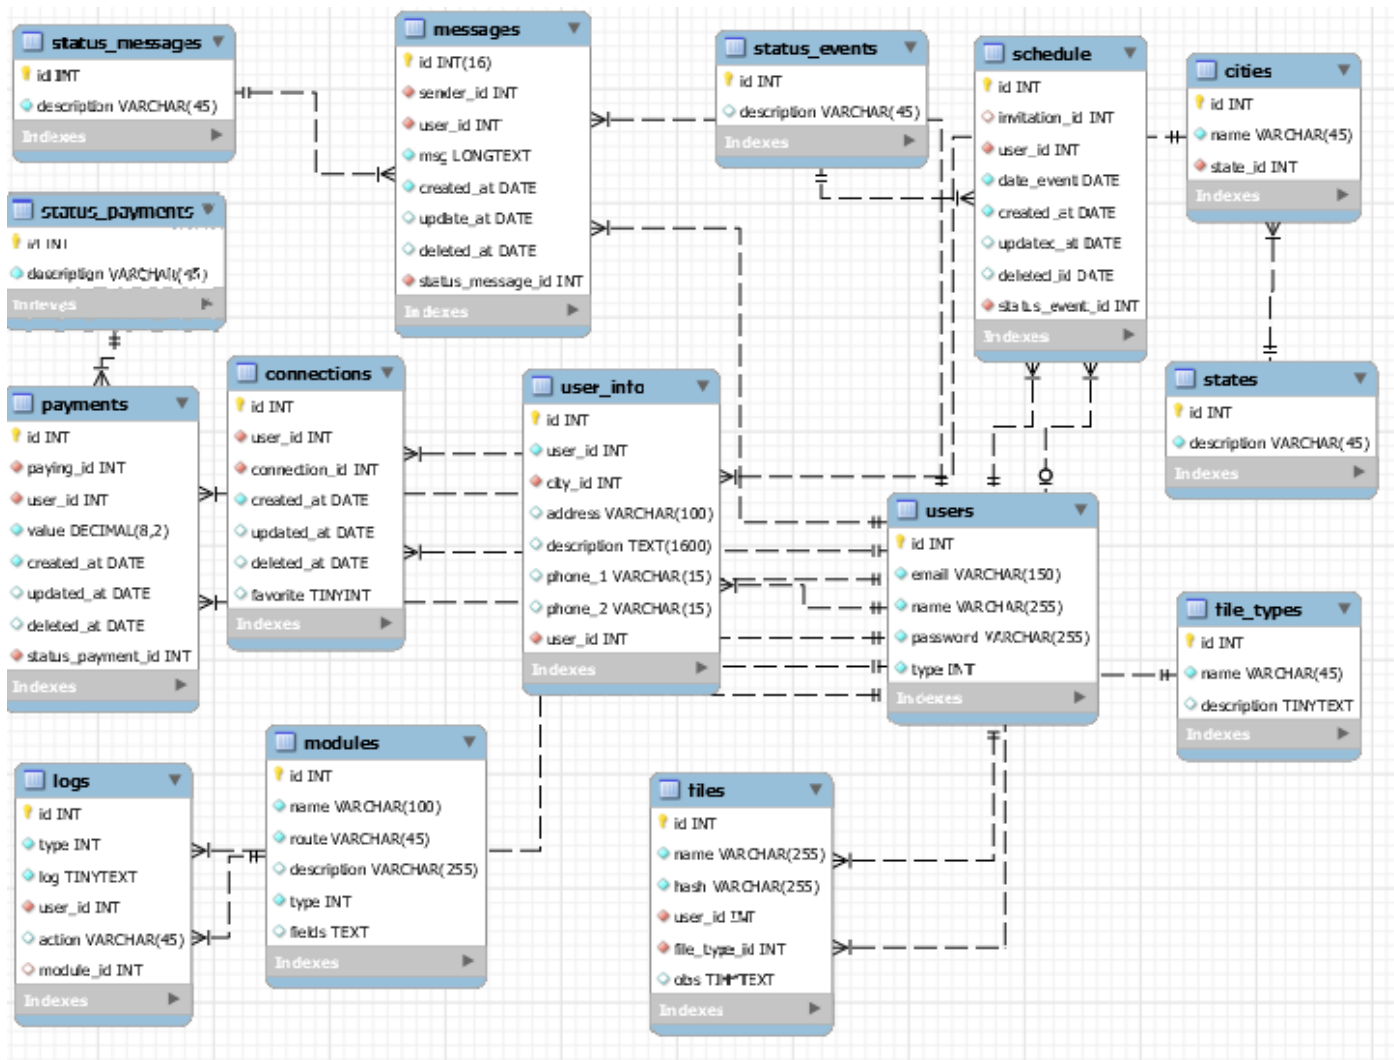 status_messages
id INT
description VARCHAR(45)
Indexes
messages
id INT(16)
sender_id INT
user_id INT
msg LONGTEXT
created_at DATE
update_at DATE
deleted_at DATE
status_message_id INT
Indexes
status_events
id INT
description VARCHAR(45)
Indexes
schedule
id INT
invitation_id INT
user_id INT
date_event DATE
created_at DATE
updated_at DATE
deleted_id DATE
status_event_id INT
Indexes
cities
id INT
name VARCHAR(45)
state_id INT
Indexes
status_payments
id INT
description VARCHAR(45)
Indexes
payments
id INT
paying_id INT
user_id INT
value DECIMAL(8,2)
created_at DATE
updated_at DATE
deleted_at DATE
status_payment_id INT
Indexes
connections
id INT
user_id INT
connection_id INT
created_at DATE
updated_at DATE
deleted_at DATE
favorite TINYINT
Indexes
user_info
id INT
user_id INT
city_id INT
address VARCHAR(100)
description TEXT(1600)
phone_1 VARCHAR(15)
phone_2 VARCHAR(15)
user_id INT
Indexes
states
id INT
description VARCHAR(45)
Indexes
users
id INT
email VARCHAR(150)
name VARCHAR(255)
password VARCHAR(255)
type INT
Indexes
file_types
id INT
name VARCHAR(45)
description TINYTEXT
Indexes
logs
id INT
type INT
log TINYTEXT
user_id INT
action VARCHAR(45)
module_id INT
Indexes
modules
id INT
name VARCHAR(100)
route VARCHAR(45)
description VARCHAR(255)
type INT
fields TEXT
Indexes
files
id INT
name VARCHAR(255)
hash VARCHAR(255)
user_id INT
file_type_id INT
obs TINYTEXT
Indexes